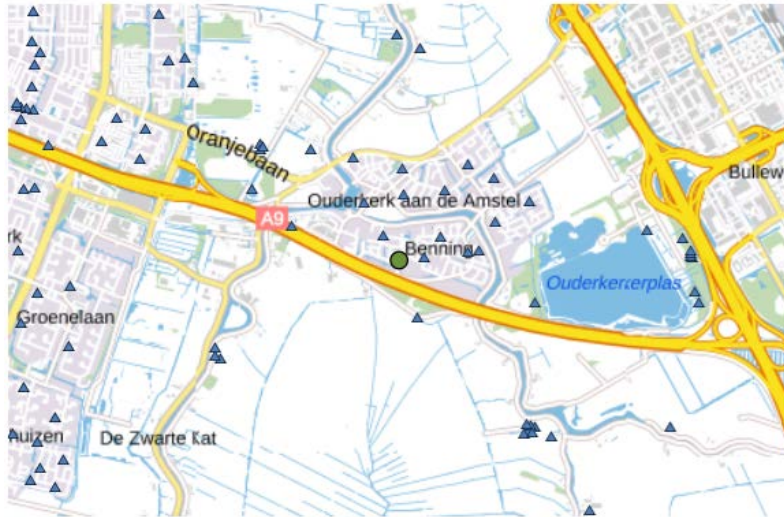 Oranjebaan
Bullew
Ouderkerk aan de Amstel
A9
rk
Benning
Ouderkerkerplas
Groenelaan
huizen
De Zwarte Kat